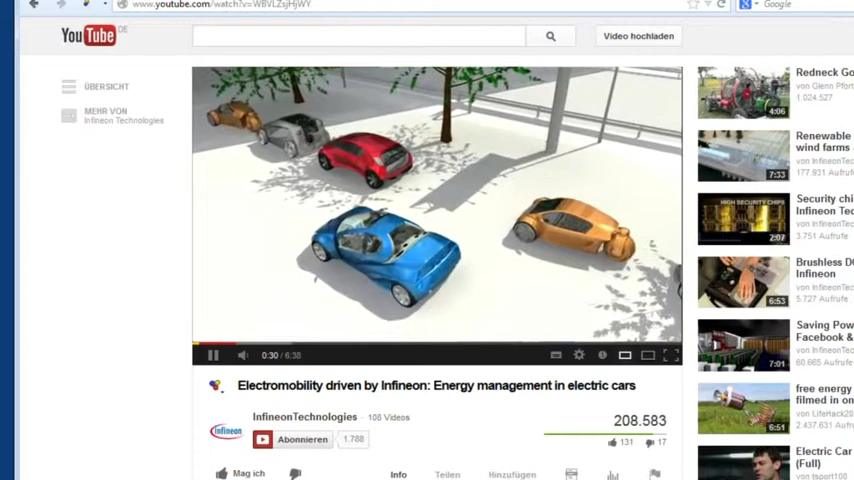 www.youtube.com/watch?v=WBVLZsjHjWY
Google
YouTube DE
Video hochladen
ÜBERSICHT
MEHR VON
Infineon Technologies
0:30 / 6:38
Electromobility driven by Infineon: Energy management in electric cars
InfineonTechnologies · 108 Videos
Infineon
Abonnieren 1.788
208.583
131 17
Mag ich
Info Teilen Hinzufügen
Redneck Go
von Glenn Pfort
1.024.527
4:06
Renewable
wind farms
von InfineonTec
177.931 Aufrufe
7:33
HIGH SECURITY CHIPS
Security chi
Infineon Tec
von InfineonTec
3.751 Aufrufe
2:07
Brushless D
Infineon
von InfineonTec
5.727 Aufrufe
6:53
Saving Pow
Facebook &
von InfineonTec
60.665 Aufrufe
7:01
free energy
filmed in on
von LifeHack2
2.437.631 Aufr
6:51
Electric Car
(Full)
von tsport100